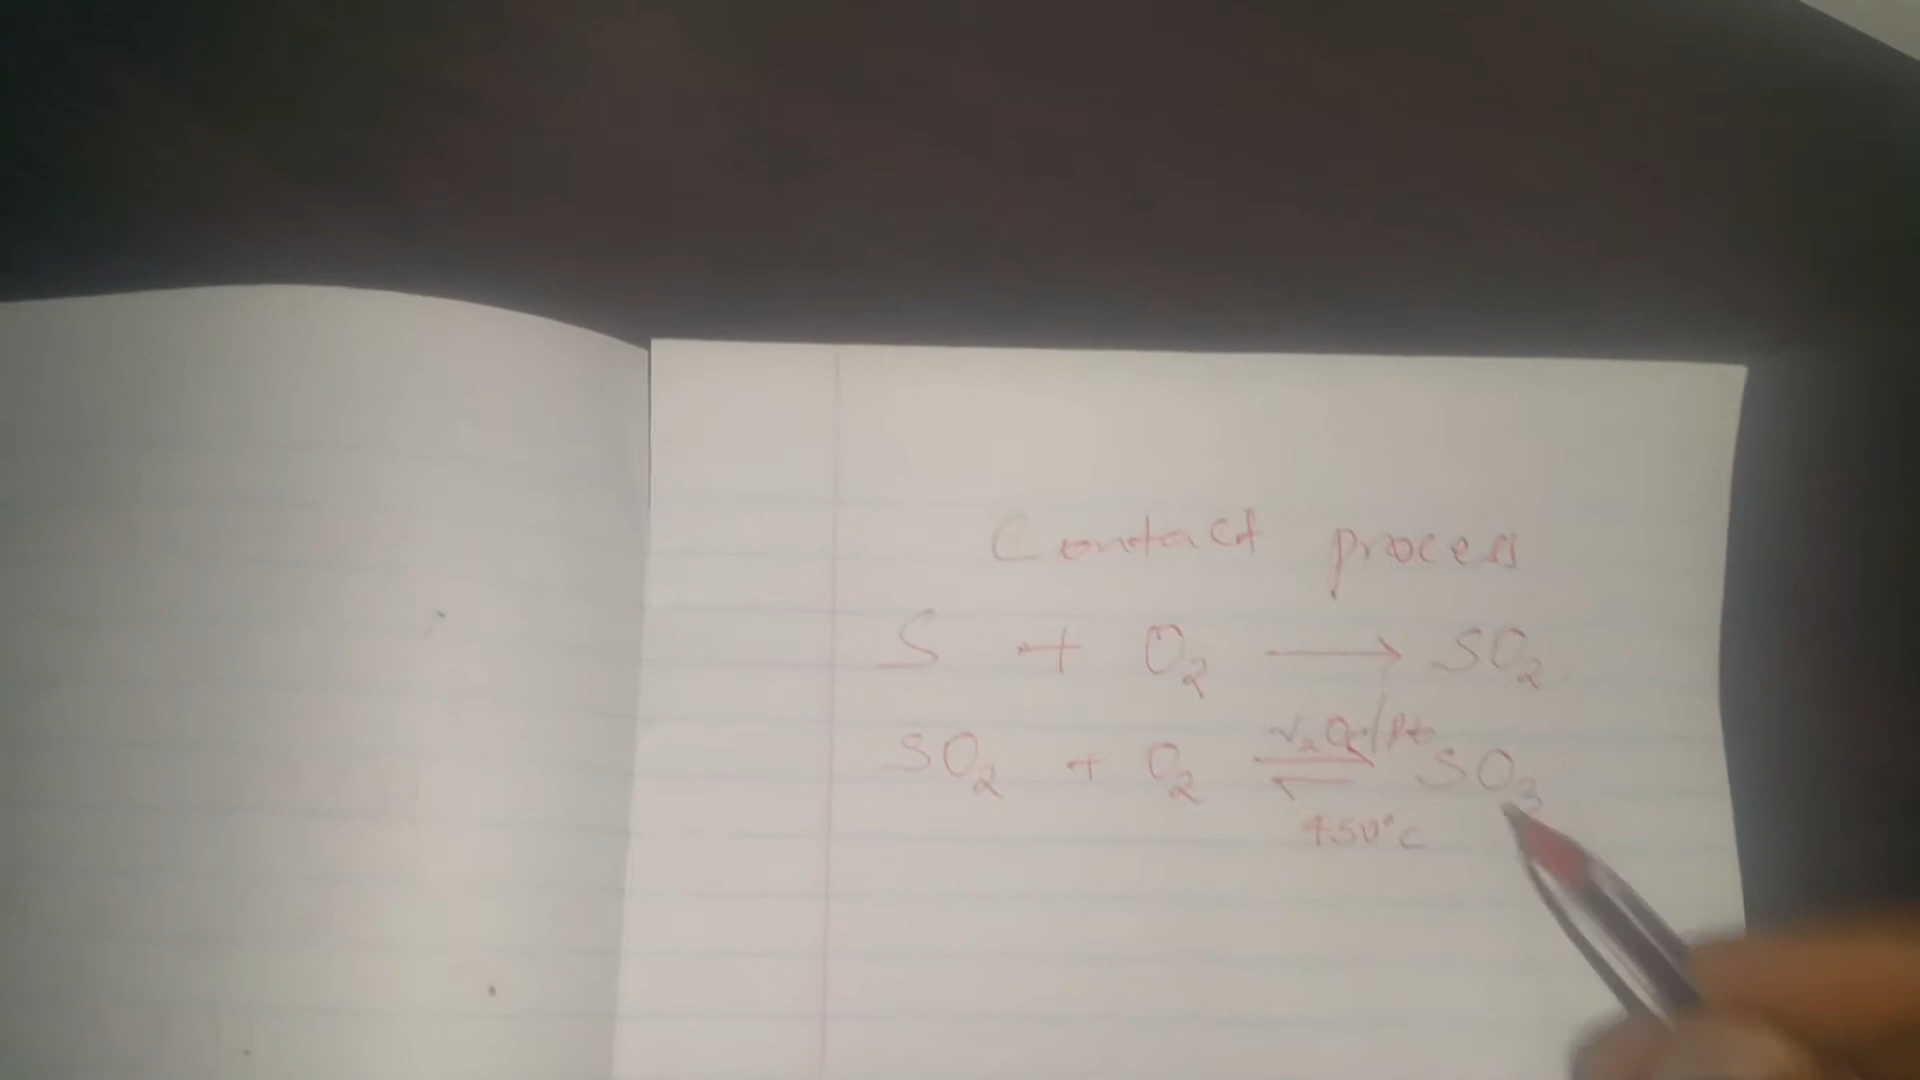 Contact process
S + O₂ → SO₂
SO₂ + O₂ ⇌ SO₃
450°C